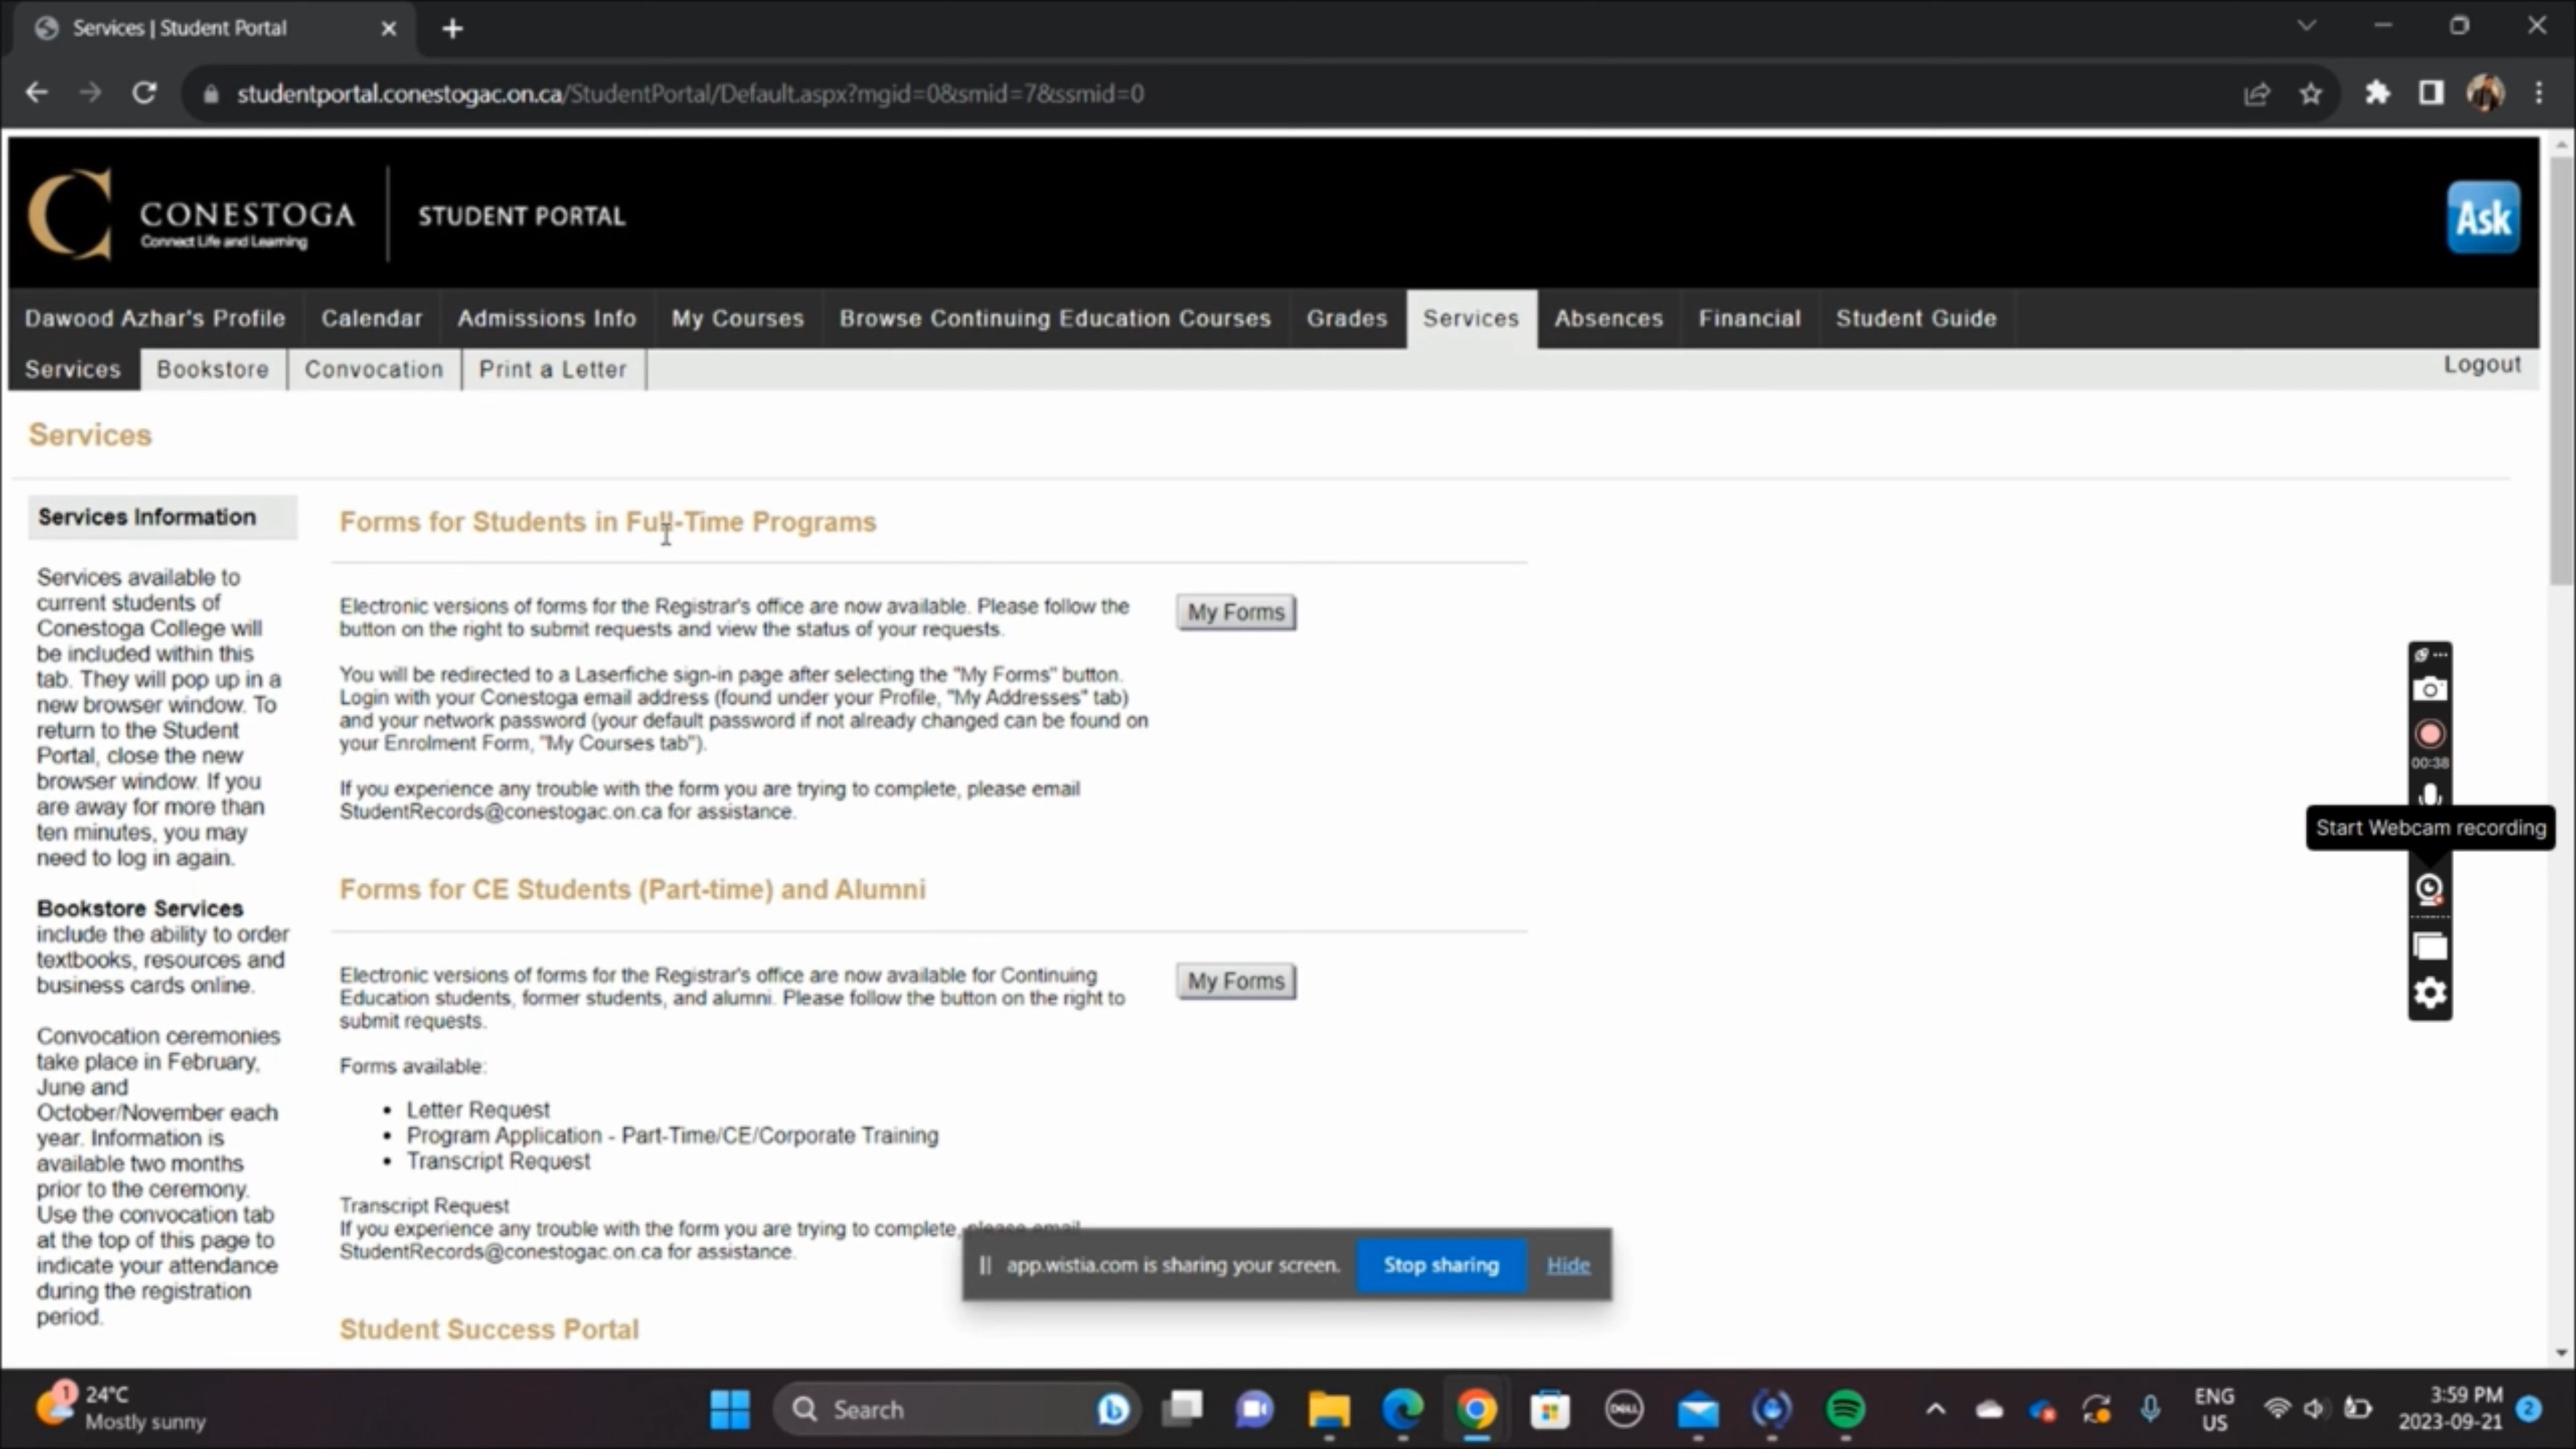 Services | Student Portal
studentportal.conestogac.on.ca/StudentPortal/Default.aspx?mgid=0&smid=7&ssmid=0
CONESTOGA
Connect Life and Learning
STUDENT PORTAL
Ask
Dawood Azhar's Profile
Calendar
Admissions Info
My Courses
Browse Continuing Education Courses
Grades
Services
Absences
Financial
Student Guide
Services
Bookstore
Convocation
Print a Letter
Logout
Services
Services Information
Services available to
current students of
Conestoga College will
be included within this
tab. They will pop up in a
new browser window. To
return to the Student
Portal, close the new
browser window. If you
are away for more than
ten minutes, you may
need to log in again.
Bookstore Services
include the ability to order
textbooks, resources and
business cards online.
Convocation ceremonies
take place in February,
June and
October/November each
year. Information is
available two months
prior to the ceremony.
Use the convocation tab
at the top of this page to
indicate your attendance
during the registration
period.
Forms for Students in Full-Time Programs
Electronic versions of forms for the Registrar's office are now available. Please follow the
button on the right to submit requests and view the status of your requests.
My Forms
You will be redirected to a Laserfiche sign-in page after selecting the "My Forms" button.
Login with your Conestoga email address (found under your Profile, "My Addresses" tab)
and your network password (your default password if not already changed can be found on
your Enrolment Form, "My Courses tab").
If you experience any trouble with the form you are trying to complete, please email
StudentRecords@conestogac.on.ca for assistance.
Forms for CE Students (Part-time) and Alumni
Electronic versions of forms for the Registrar's office are now available for Continuing
Education students, former students, and alumni. Please follow the button on the right to
submit requests.
My Forms
Forms available:
• Letter Request
• Program Application - Part-Time/CE/Corporate Training
• Transcript Request
Transcript Request
If you experience any trouble with the form you are trying to complete, please email
StudentRecords@conestogac.on.ca for assistance.
Student Success Portal
00:38
Start Webcam recording
app.wistia.com is sharing your screen.
Stop sharing
Hide
1
24°C
Mostly sunny
Search
DELL
ENG
US
3:59 PM
2023-09-21
2